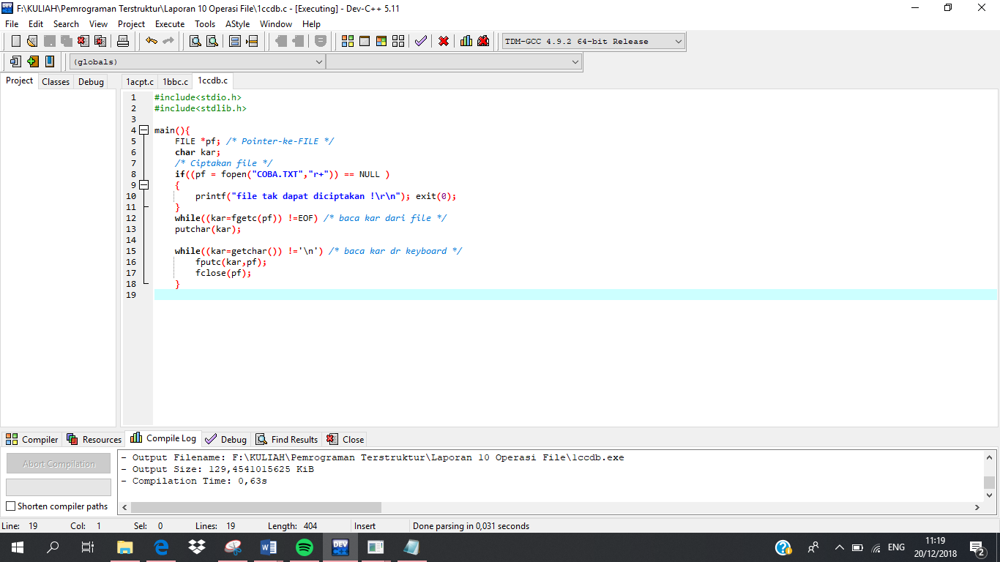 F:\KULIAH\Pemrograman Terstruktur\Laporan 10 Operasi File\1ccdb.c - [Executing] - Dev-C++ 5.11
File Edit Search View Project Execute Tools AStyle Window Help
TDM-GCC 4.9.2 64-bit Release
(globals)
Project Classes Debug 1acpt.c 1bbc.c 1ccdb.c
1 #include<stdio.h>
2 #include<stdlib.h>
3
4 main(){
5 FILE *pf; /* Pointer-ke-FILE */
6 char kar;
7 /* Ciptakan file */
8 if((pf = fopen("COBA.TXT","r+")) == NULL )
9 {
10 printf("file tak dapat diciptakan !\r\n"); exit(0);
11 }
12 while((kar=fgetc(pf)) !=EOF) /* baca kar dari file */
13 putchar(kar);
14
15 while((kar=getchar()) !='\n') /* baca kar dr keyboard */
16 fputc(kar,pf);
17 fclose(pf);
18 }
19
Compiler Resources Compile Log Debug Find Results Close
Abort Compilation
Shorten compiler paths
- Output Filename: F:\KULIAH\Pemrograman Terstruktur\Laporan 10 Operasi File\1ccdb.exe
- Output Size: 129,4541015625 KiB
- Compilation Time: 0,63s
Line: 19 Col: 1 Sel: 0 Lines: 19 Length: 404 Insert Done parsing in 0,031 seconds
DEV
ENG
11:19
20/12/2018
2